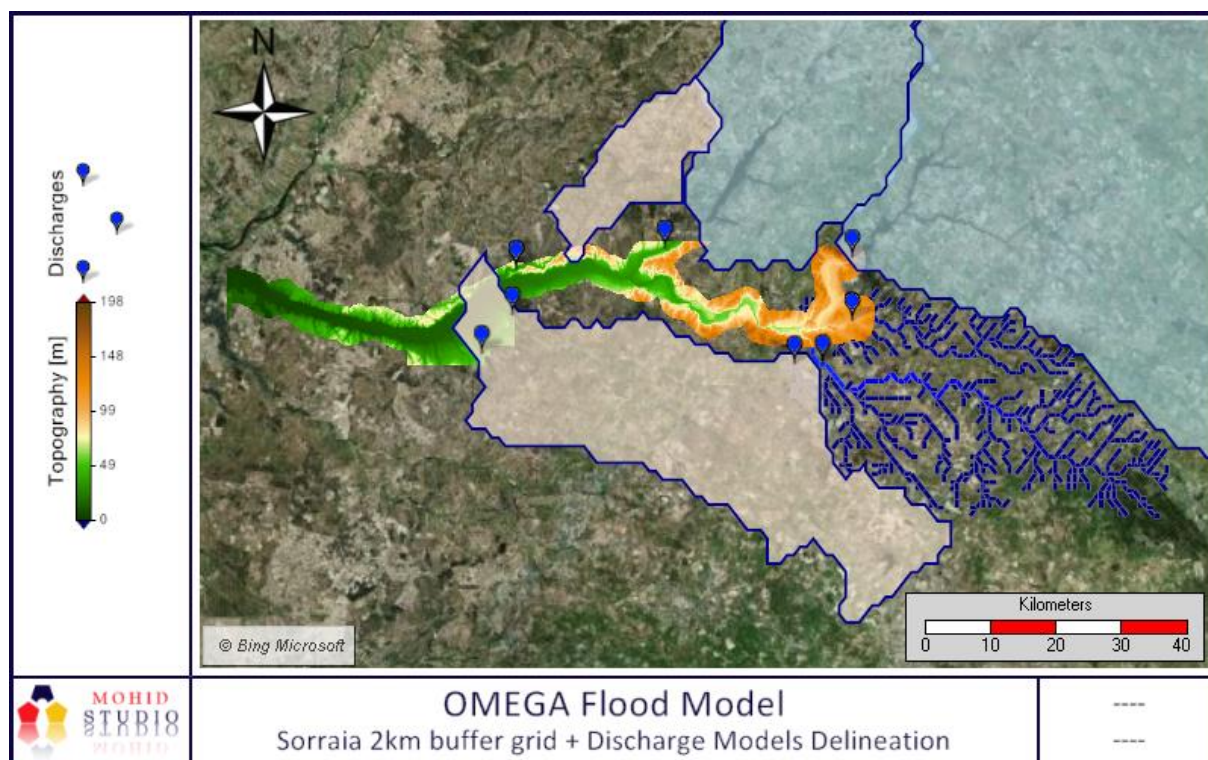 N
Discharges
Topography [m]
198
148
99
49
0
© Bing Microsoft
Kilometers
0 10 20 30 40
MOHID
STUDIO
OMEGA Flood Model
Sorraia 2km buffer grid + Discharge Models Delineation
----
----